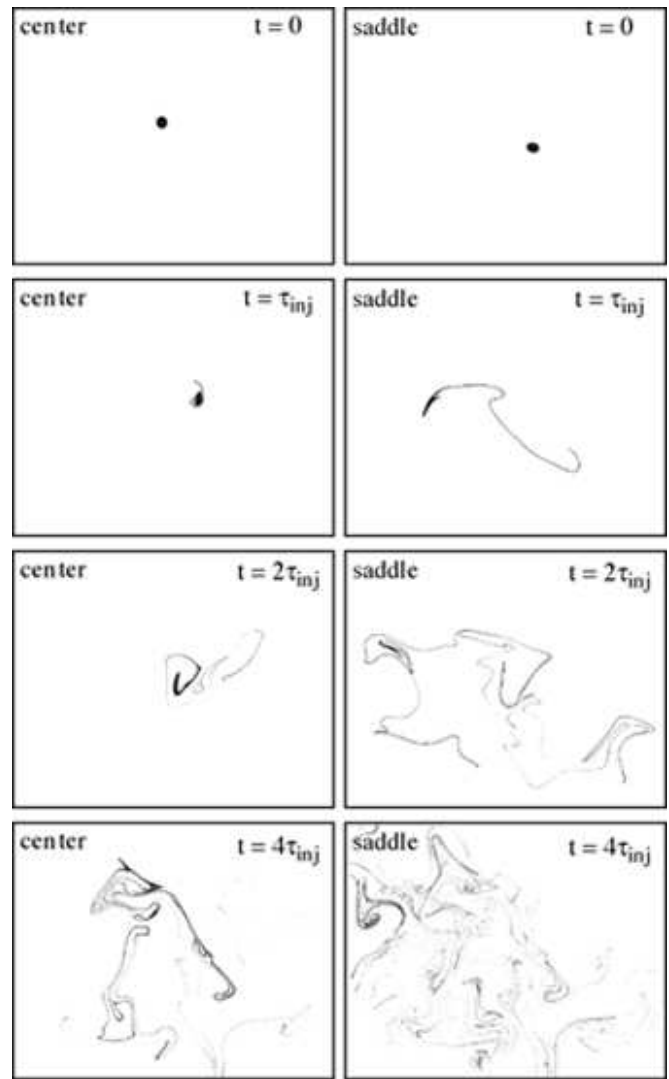 center t = 0
saddle t = 0
center t = τinj
saddle t = τinj
center t = 2τinj
saddle t = 2τinj
center t = 4τinj
saddle t = 4τinj